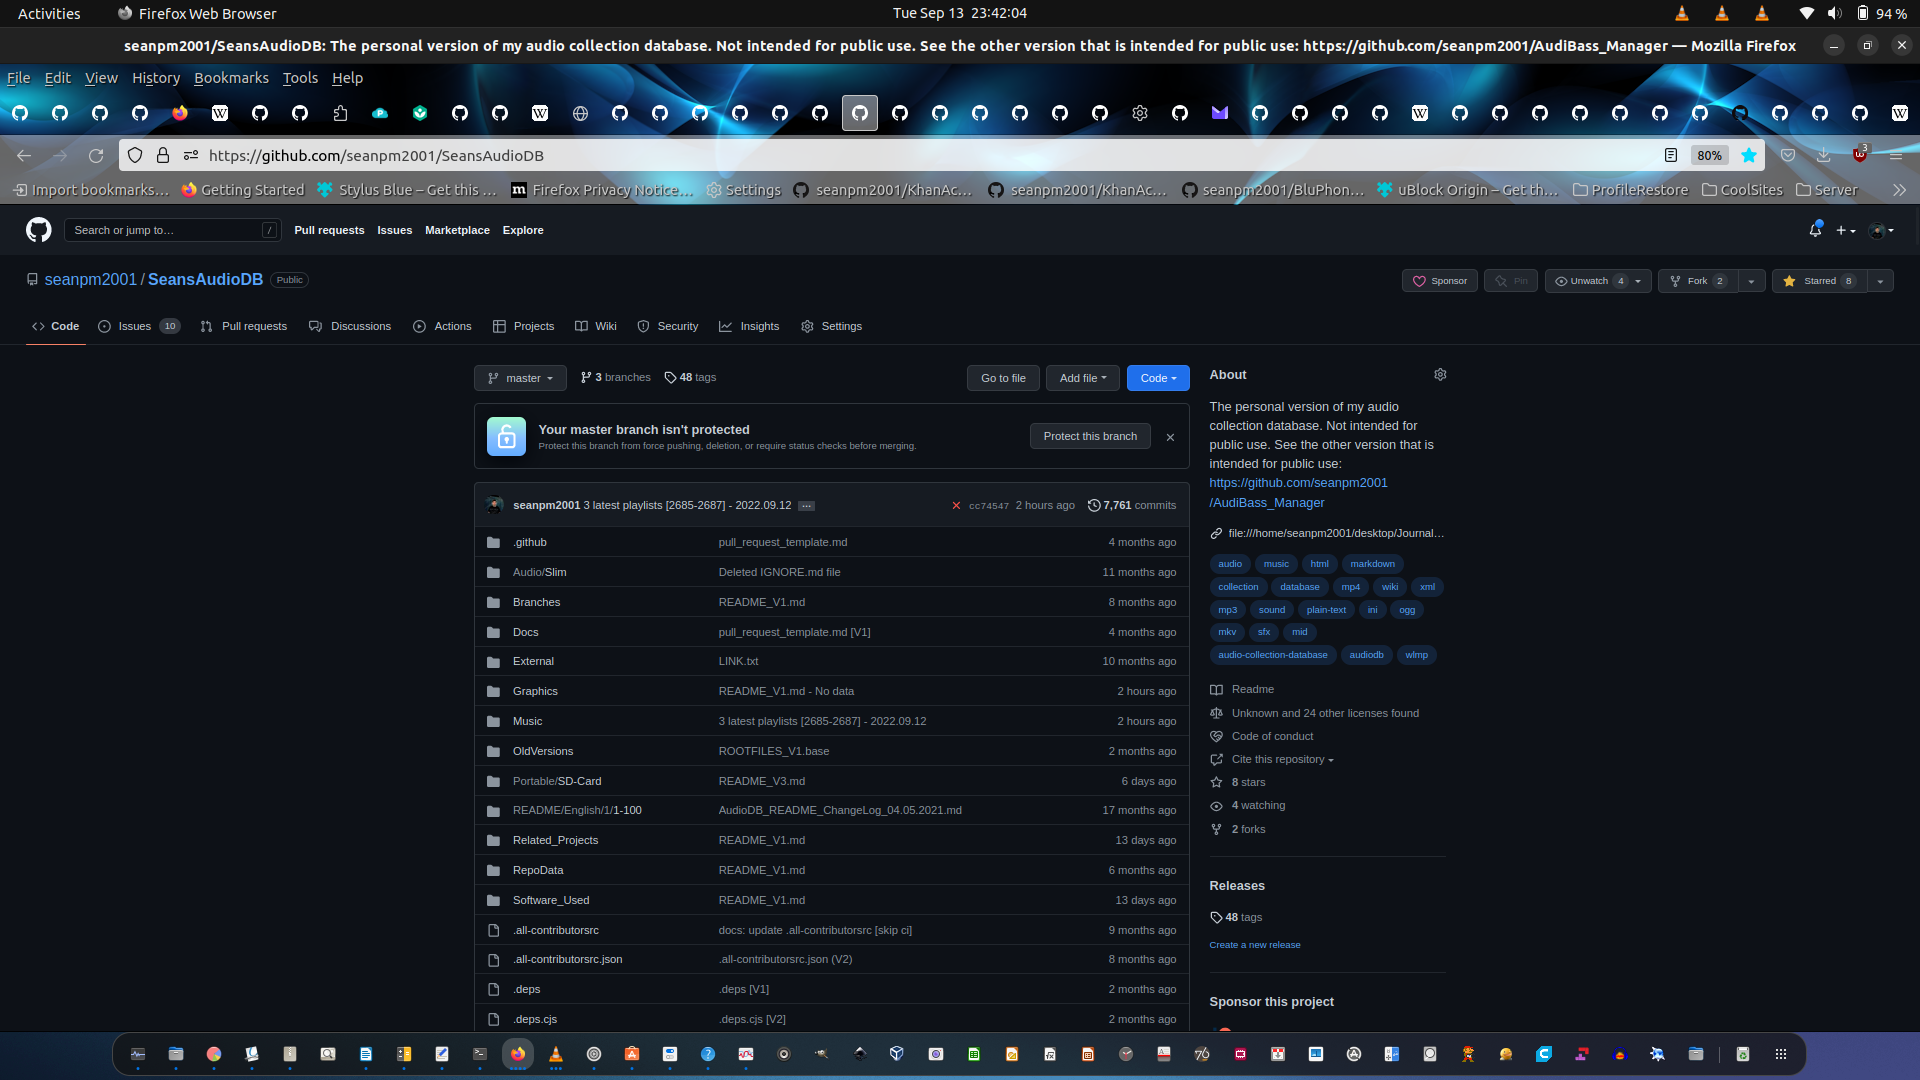 Activities
Firefox Web Browser
Tue Sep 13 23:42:04
94 %
seanpm2001/SeansAudioDB: The personal version of my audio collection database. Not intended for public use. See the other version that is intended for public use: https://github.com/seanpm2001/AudiBass_Manager — Mozilla Firefox
File Edit View History Bookmarks Tools Help
https://github.com/seanpm2001/SeansAudioDB
80%
3
Import bookmarks… Getting Started Stylus Blue – Get this … Firefox Privacy Notice… Settings seanpm2001/KhanAc… seanpm2001/KhanAc… seanpm2001/BluPhon… uBlock Origin – Get th… ProfileRestore CoolSites Server
Search or jump to… /
Pull requests Issues Marketplace Explore
seanpm2001 / SeansAudioDB Public
Sponsor Pin Unwatch 4 Fork 2 Starred 8
Code Issues 10 Pull requests Discussions Actions Projects Wiki Security Insights Settings
master 3 branches 48 tags Go to file Add file Code
Your master branch isn't protected
Protect this branch from force pushing, deletion, or require status checks before merging.
Protect this branch
seanpm2001 3 latest playlists [2685-2687] - 2022.09.12 … cc74547 2 hours ago 7,761 commits
.github pull_request_template.md 4 months ago
Audio/Slim Deleted IGNORE.md file 11 months ago
Branches README_V1.md 8 months ago
Docs pull_request_template.md [V1] 4 months ago
External LINK.txt 10 months ago
Graphics README_V1.md - No data 2 hours ago
Music 3 latest playlists [2685-2687] - 2022.09.12 2 hours ago
OldVersions ROOTFILES_V1.base 2 months ago
Portable/SD-Card README_V3.md 6 days ago
README/English/1/1-100 AudioDB_README_ChangeLog_04.05.2021.md 17 months ago
Related_Projects README_V1.md 13 days ago
RepoData README_V1.md 6 months ago
Software_Used README_V1.md 13 days ago
.all-contributorsrc docs: update .all-contributorsrc [skip ci] 9 months ago
.all-contributorsrc.json .all-contributorsrc.json (V2) 8 months ago
.deps .deps [V1] 2 months ago
.deps.cjs .deps.cjs [V2] 2 months ago
About
The personal version of my audio
collection database. Not intended for
public use. See the other version that is
intended for public use:
https://github.com/seanpm2001
/AudiBass_Manager
file:///home/seanpm2001/desktop/Journal…
audio music html markdown
collection database mp4 wiki xml
mp3 sound plain-text ini ogg
mkv sfx mid
audio-collection-database audiodb wlmp
Readme
Unknown and 24 other licenses found
Code of conduct
Cite this repository
8 stars
4 watching
2 forks
Releases
48 tags
Create a new release
Sponsor this project